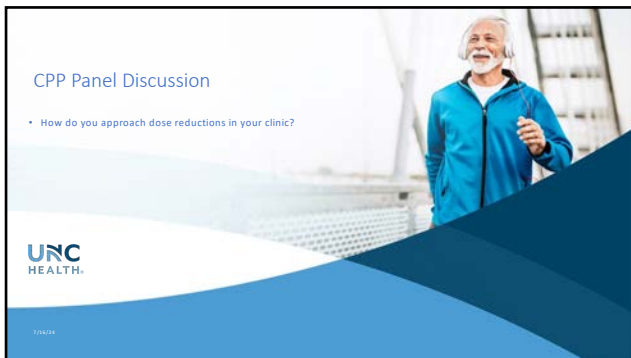 CPP Panel Discussion
• How do you approach dose reductions in your clinic?
UNC
HEALTH®
7/16/24